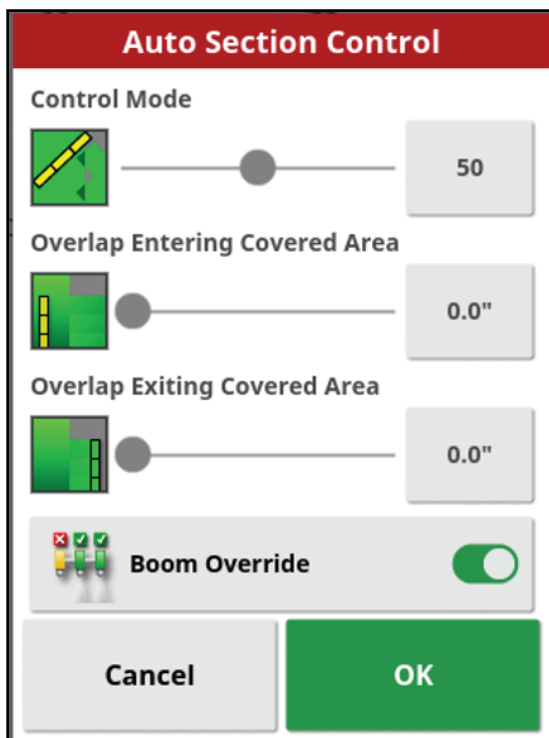 Auto Section Control
Control Mode
50
Overlap Entering Covered Area
0.0"
Overlap Exiting Covered Area
0.0"
Boom Override
Cancel
OK